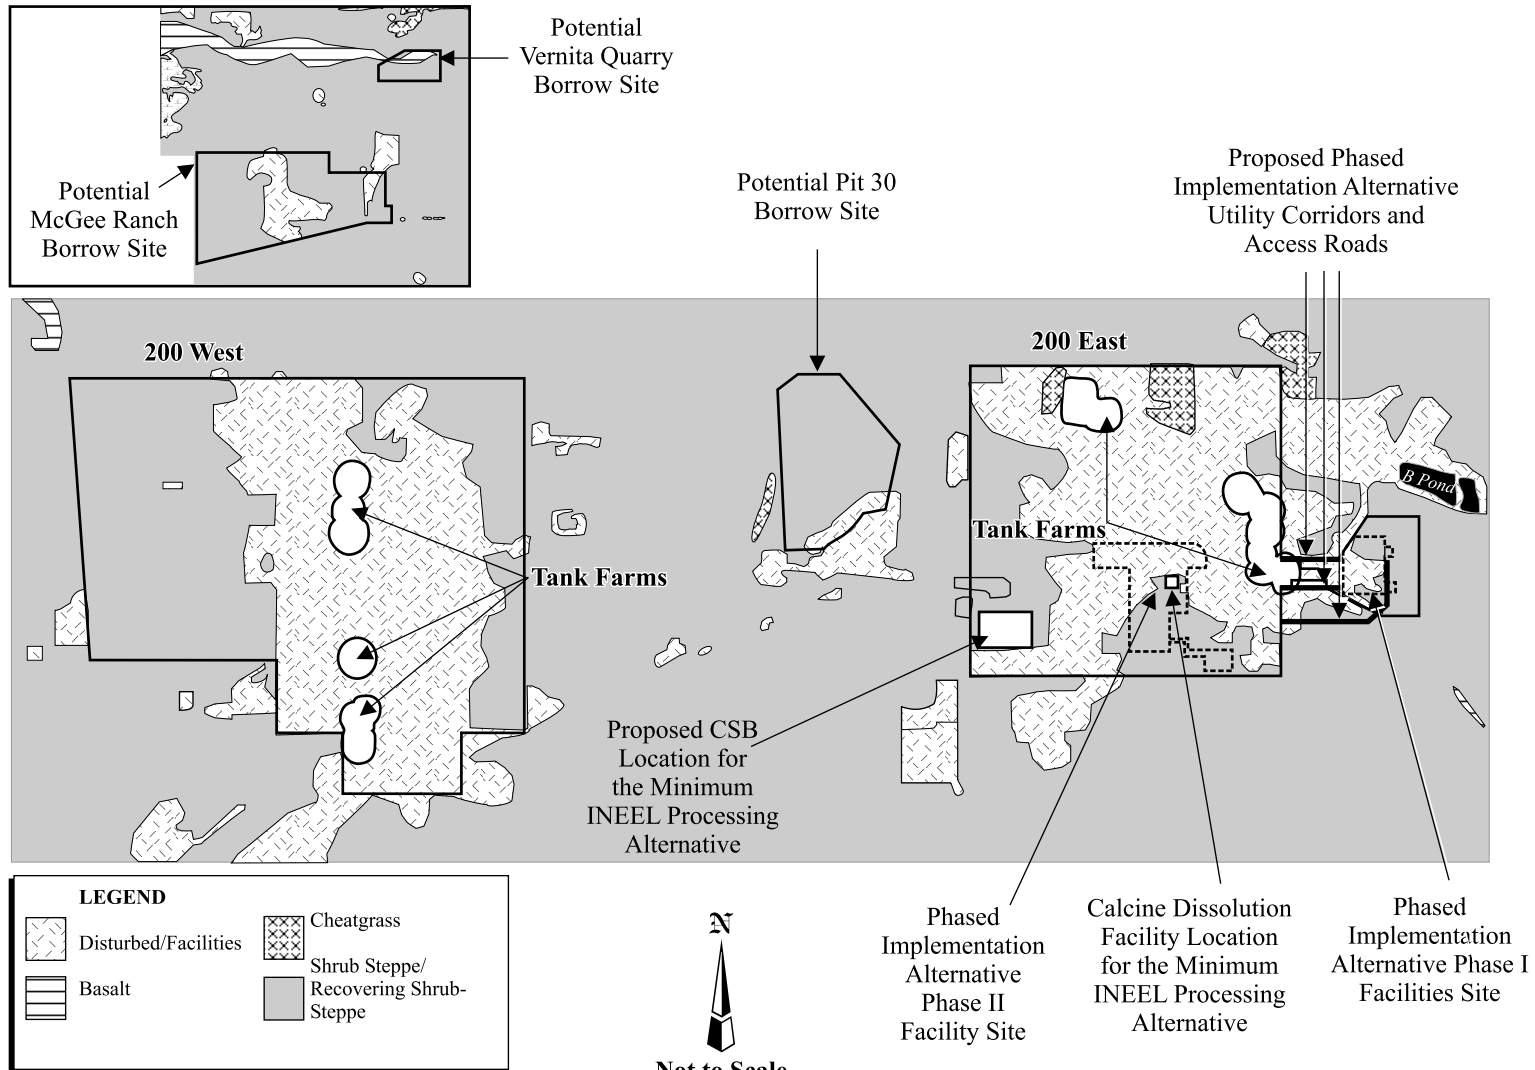 Potential
Vernita Quarry
Borrow Site
Potential
McGee Ranch
Borrow Site
Potential Pit 30
Borrow Site
Proposed Phased
Implementation Alternative
Utility Corridors and
Access Roads
200 West
200 East
B Pond
Tank Farms
Tank Farms
Proposed CSB
Location for
the Minimum
INEEL Processing
Alternative
Phased
Implementation
Alternative
Phase II
Facility Site
Calcine Dissolution
Facility Location
for the Minimum
INEEL Processing
Alternative
Phased
Implementation
Alternative Phase I
Facilities Site
LEGEND
Disturbed/Facilities
Basalt
Cheatgrass
Shrub Steppe/
Recovering Shrub-
Steppe
N
Not to Scale